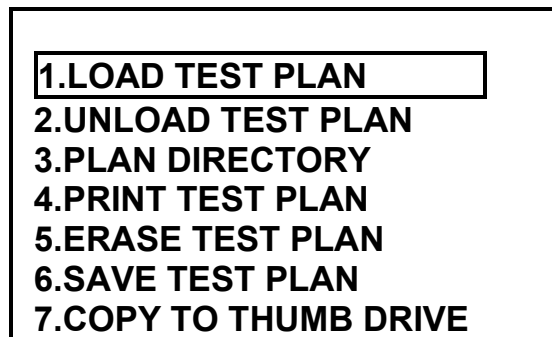 1.LOAD TEST PLAN
2.UNLOAD TEST PLAN
3.PLAN DIRECTORY
4.PRINT TEST PLAN
5.ERASE TEST PLAN
6.SAVE TEST PLAN
7.COPY TO THUMB DRIVE